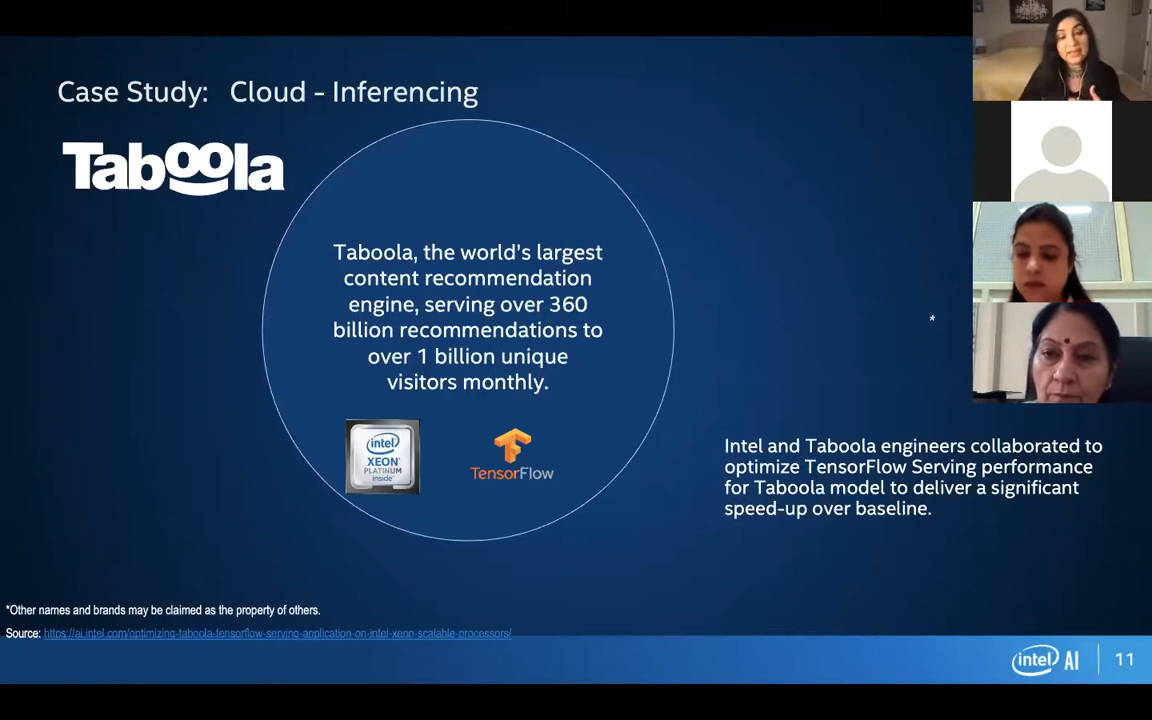 Case Study: Cloud - Inferencing
Taboola
Taboola, the world's largest
content recommendation
engine, serving over 360
billion recommendations to
over 1 billion unique
visitors monthly.
intel
XEON
PLATINUM
inside
TensorFlow
*
Intel and Taboola engineers collaborated to
optimize TensorFlow Serving performance
for Taboola model to deliver a significant
speed-up over baseline.
*Other names and brands may be claimed as the property of others.
Source: https://ai.intel.com/optimizing-taboola-tensorflow-serving-application-on-intel-xeon-scalable-processors/
intel AI 11